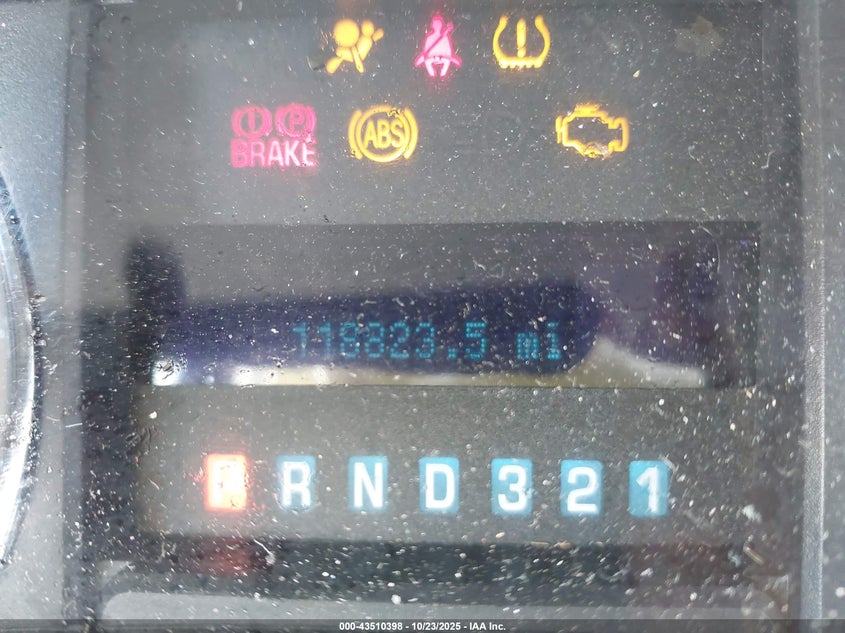 BRAKE
ABS
118823.5 mi
P R N D 3 2 1
000-43510398 - 10/23/2025 - IAA Inc.